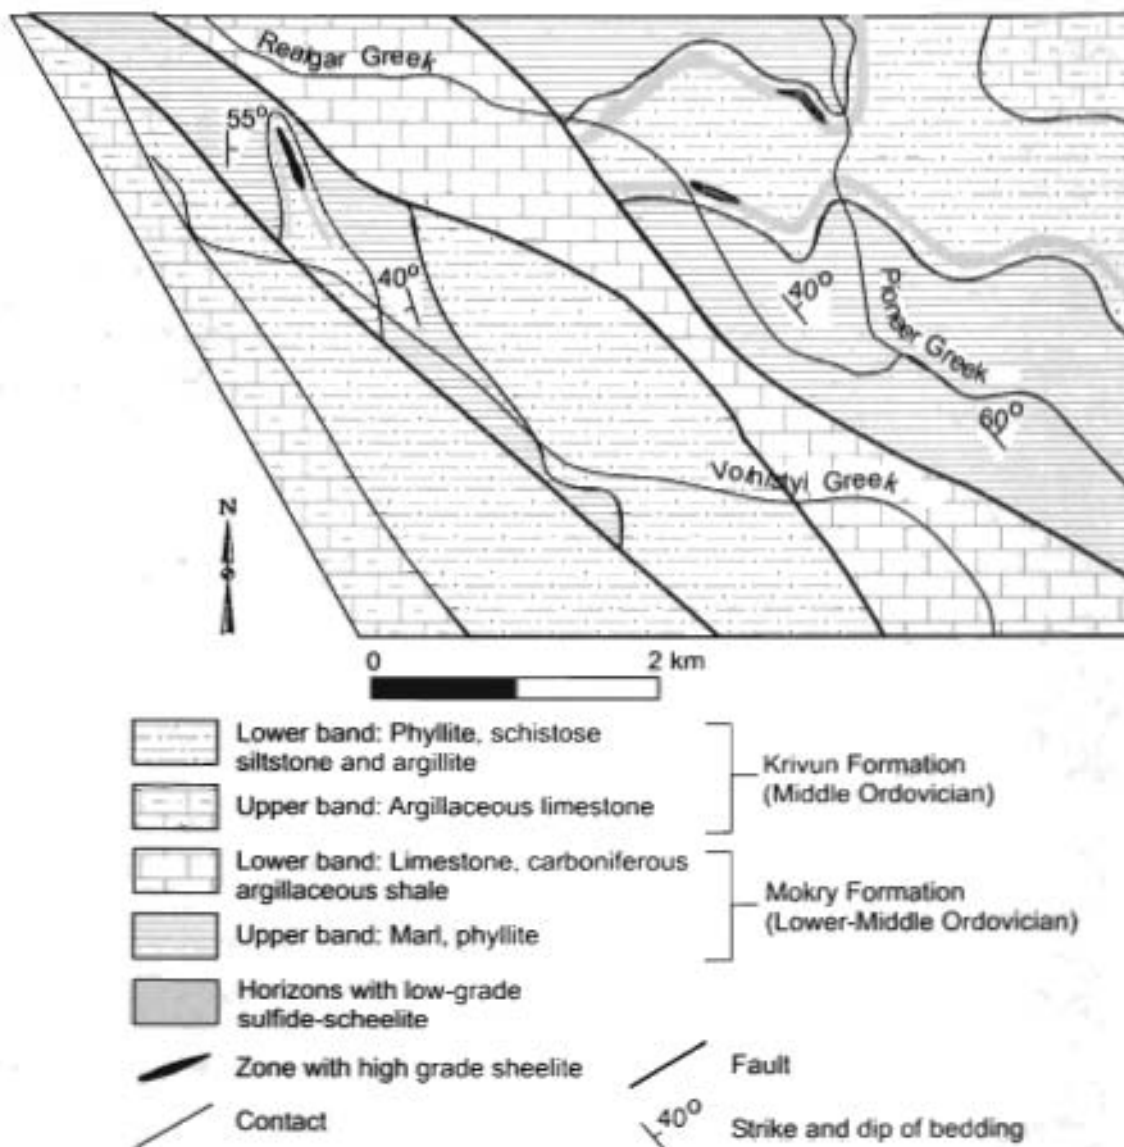 Realgar Greek
55°
40°
40°
Pioneer Greek
60°
Volnistyi Greek
N
S
0 2 km
Lower band: Phyllite, schistose
siltstone and argillite
Krivun Formation
(Middle Ordovician)
Upper band: Argillaceous limestone
Lower band: Limestone, carboniferous
argillaceous shale
Mokry Formation
(Lower-Middle Ordovician)
Upper band: Marl, phyllite
Horizons with low-grade
sulfide-scheelite
Zone with high grade sheelite
Fault
Contact
40°
Strike and dip of bedding